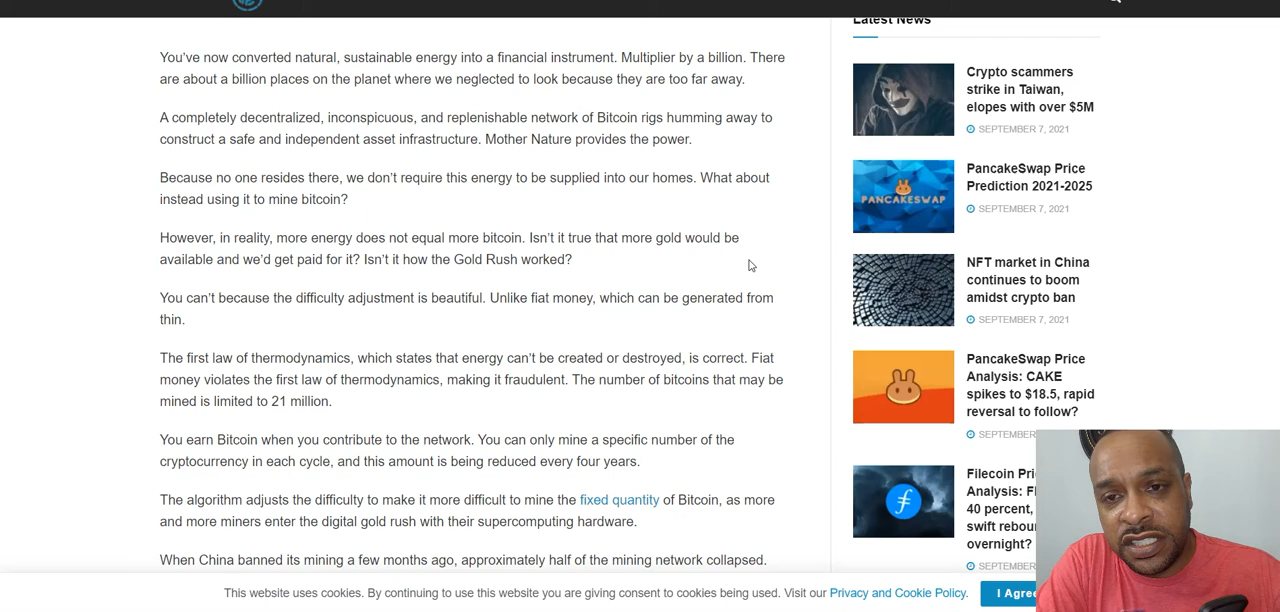 Latest News
You've now converted natural, sustainable energy into a financial instrument. Multiplier by a billion. There
are about a billion places on the planet where we neglected to look because they are too far away.
A completely decentralized, inconspicuous, and replenishable network of Bitcoin rigs humming away to
construct a safe and independent asset infrastructure. Mother Nature provides the power.
Because no one resides there, we don't require this energy to be supplied into our homes. What about
instead using it to mine bitcoin?
However, in reality, more energy does not equal more bitcoin. Isn't it true that more gold would be
available and we'd get paid for it? Isn't it how the Gold Rush worked?
You can't because the difficulty adjustment is beautiful. Unlike fiat money, which can be generated from
thin.
The first law of thermodynamics, which states that energy can't be created or destroyed, is correct. Fiat
money violates the first law of thermodynamics, making it fraudulent. The number of bitcoins that may be
mined is limited to 21 million.
You earn Bitcoin when you contribute to the network. You can only mine a specific number of the
cryptocurrency in each cycle, and this amount is being reduced every four years.
The algorithm adjusts the difficulty to make it more difficult to mine the fixed quantity of Bitcoin, as more
and more miners enter the digital gold rush with their supercomputing hardware.
When China banned its mining a few months ago, approximately half of the mining network collapsed.
Crypto scammers
strike in Taiwan,
elopes with over $5M
SEPTEMBER 7, 2021
PANCAKESWAP
PancakeSwap Price
Prediction 2021-2025
SEPTEMBER 7, 2021
NFT market in China
continues to boom
amidst crypto ban
SEPTEMBER 7, 2021
PancakeSwap Price
Analysis: CAKE
spikes to $18.5, rapid
reversal to follow?
SEPTEMBER
Filecoin Pri
Analysis: F
40 percent,
swift rebou
overnight?
SEPTEMBER
This website uses cookies. By continuing to use this website you are giving consent to cookies being used. Visit our Privacy and Cookie Policy.
I Agree